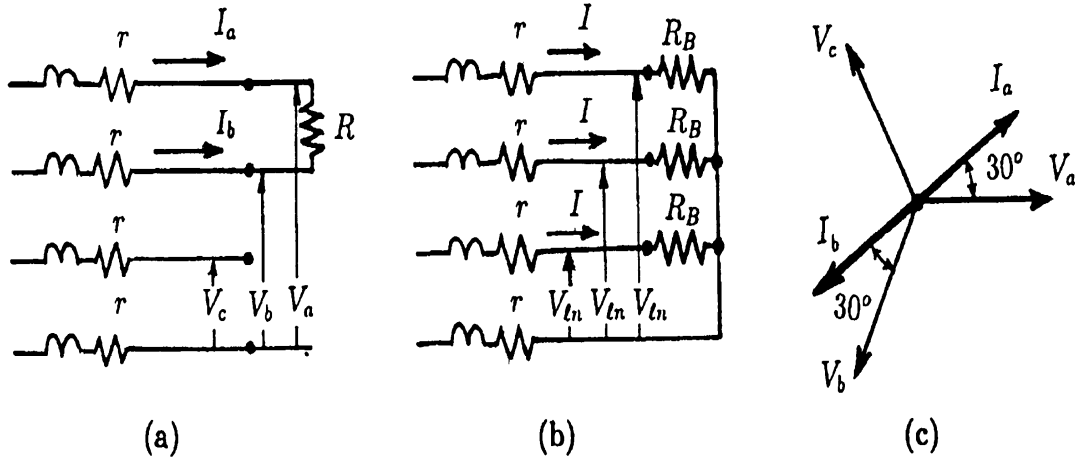 r I_a
r I_b R
r
r V_c V_b V_a
(a)
r I R_B
r I R_B
r I R_B
r V_ln V_ln V_ln
(b)
V_c I_a
30° V_a
I_b
30°
V_b
(c)